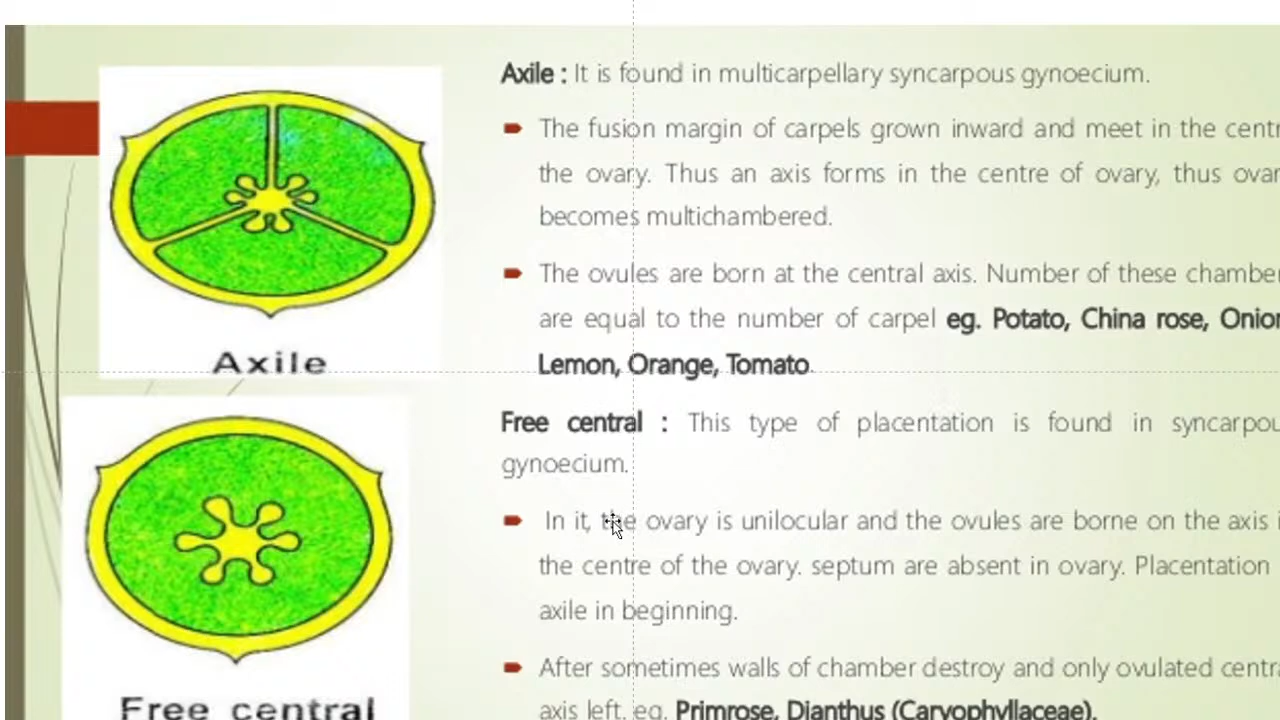 Axile : It is found in multicarpellary syncarpous gynoecium.
The fusion margin of carpels grown inward and meet in the
the ovary. Thus an axis forms in the centre of ovary, thus
becomes multichambered.
The ovules are born at the central axis. Number of these
are equal to the number of carpel eg. Potato, China rose,
Lemon, Orange, Tomato.
Axile
Free central : This type of placentation is found in
gynoecium.
In it, the ovary is unilocular and the ovules are borne on the axis
the centre of the ovary. septum are absent in ovary. Placentation
axile in beginning.
After sometimes walls of chamber destroy and only ovulated
axis left. eg. Primrose, Dianthus (Caryophyllaceae).
Free central